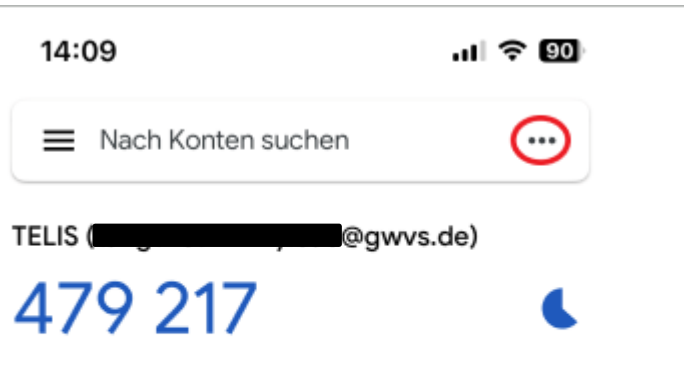 14:09
90
Nach Konten suchen
TELIS (
@gwvs.de)
479 217